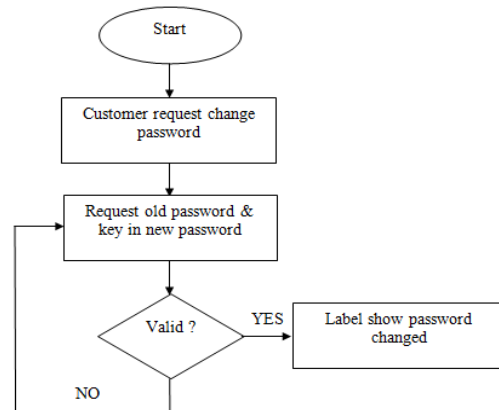 Start
Customer request change
password
Request old password &
key in new password
Valid ?
YES
Label show password
changed
NO